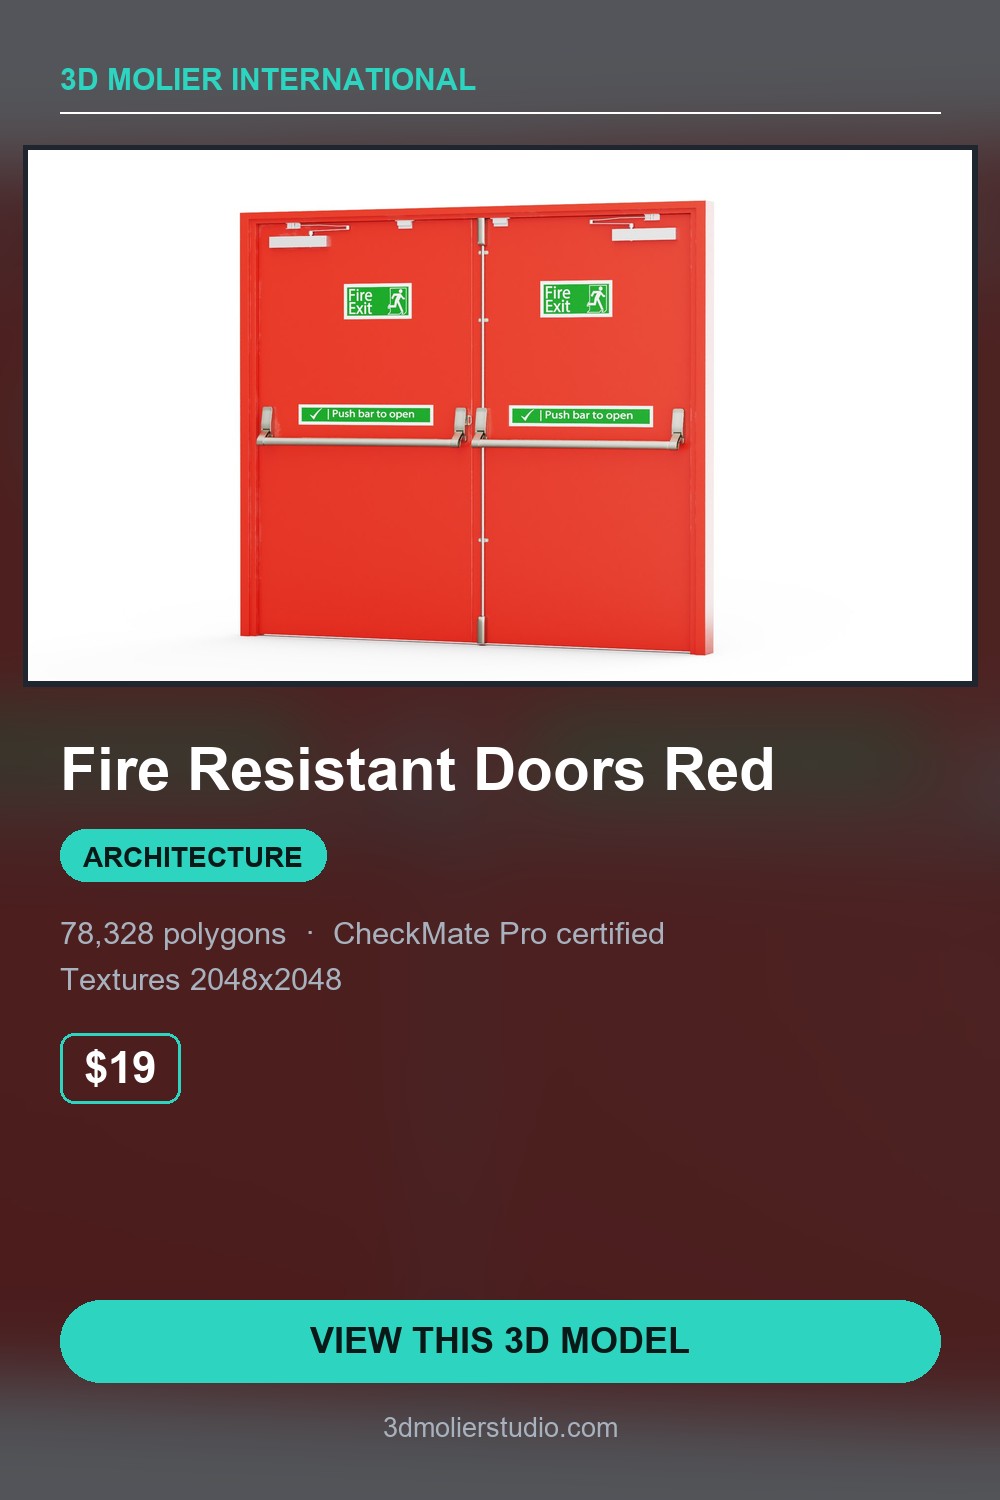 3D MOLIER INTERNATIONAL
Fire
Exit
Fire
Exit
| Push bar to open
| Push bar to open
Fire Resistant Doors Red
ARCHITECTURE
78,328 polygons · CheckMate Pro certified
Textures 2048x2048
$19
VIEW THIS 3D MODEL
3dmolierstudio.com